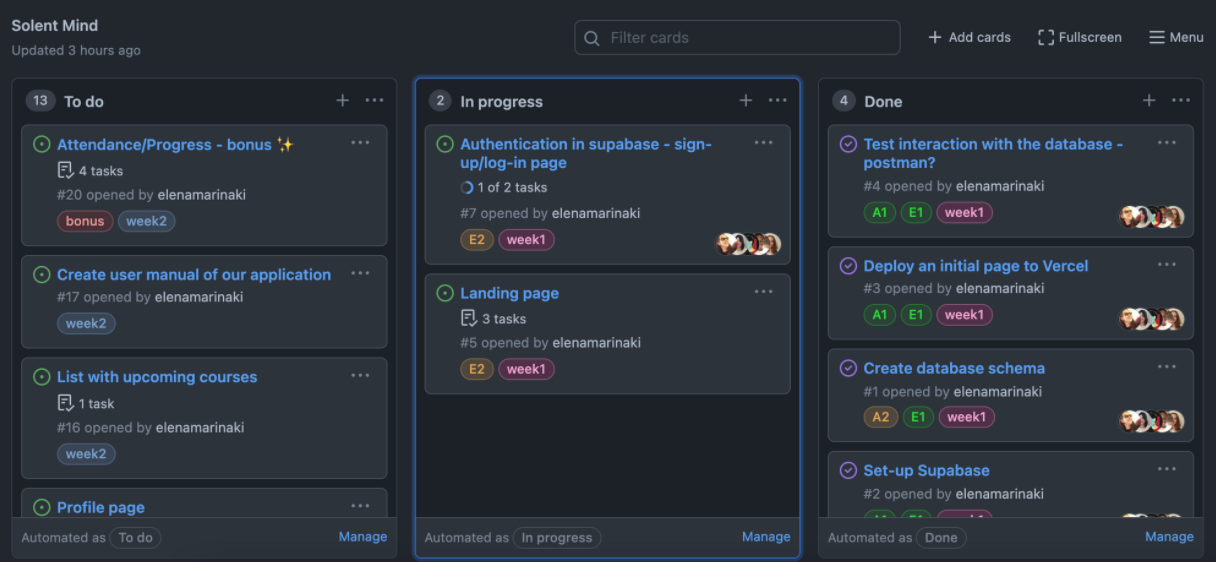 Solent Mind
Updated 3 hours ago
Filter cards
Add cards
Fullscreen
Menu
13 To do
Attendance/Progress - bonus ✨
4 tasks
#20 opened by elenamarinaki
bonus week2
Create user manual of our application
#17 opened by elenamarinaki
week2
List with upcoming courses
1 task
#16 opened by elenamarinaki
week2
Profile page
Automated as To do Manage
2 In progress
Authentication in supabase - sign-
up/log-in page
1 of 2 tasks
#7 opened by elenamarinaki
E2 week1
Landing page
3 tasks
#5 opened by elenamarinaki
E2 week1
Automated as In progress Manage
4 Done
Test interaction with the database -
postman?
#4 opened by elenamarinaki
A1 E1 week1
Deploy an initial page to Vercel
#3 opened by elenamarinaki
A1 E1 week1
Create database schema
#1 opened by elenamarinaki
A2 E1 week1
Set-up Supabase
#2 opened by elenamarinaki
Automated as Done Manage